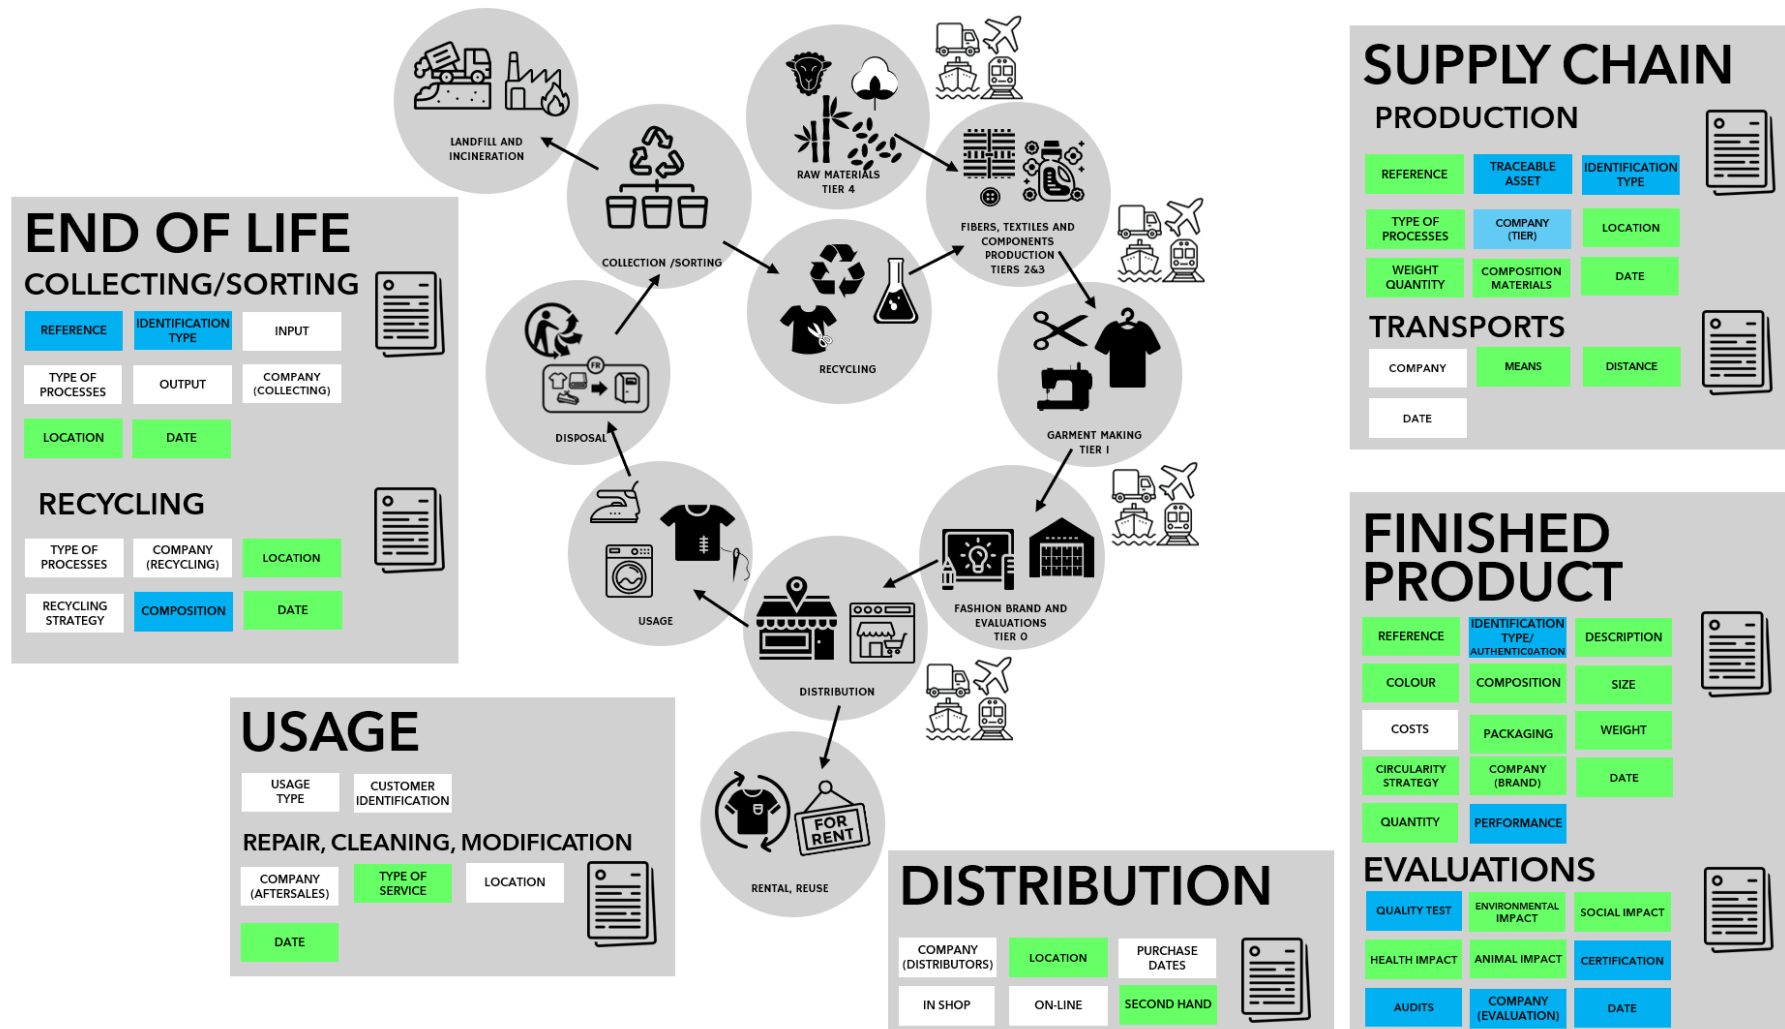 LANDFILL AND
INCINERATION
COLLECTION /SORTING
RAW MATERIALS
TIER 4
FIBERS, TEXTILES AND
COMPONENTS
PRODUCTION
TIERS 2&3
RECYCLING
FR
DISPOSAL
GARMENT MAKING
TIER 1
USAGE
DISTRIBUTION
FASHION BRAND AND
EVALUATIONS
TIER 0
FOR
RENT
RENTAL, REUSE
END OF LIFE
COLLECTING/SORTING
REFERENCE
IDENTIFICATION
TYPE
INPUT
TYPE OF
PROCESSES
OUTPUT
COMPANY
(COLLECTING)
LOCATION
DATE
RECYCLING
TYPE OF
PROCESSES
COMPANY
(RECYCLING)
LOCATION
RECYCLING
STRATEGY
COMPOSITION
DATE
USAGE
USAGE
TYPE
CUSTOMER
IDENTIFICATION
REPAIR, CLEANING, MODIFICATION
COMPANY
(AFTERSALES)
TYPE OF
SERVICE
LOCATION
DATE
DISTRIBUTION
COMPANY
(DISTRIBUTORS)
LOCATION
PURCHASE
DATES
IN SHOP
ON-LINE
SECOND HAND
SUPPLY CHAIN
PRODUCTION
REFERENCE
TRACEABLE
ASSET
IDENTIFICATION
TYPE
TYPE OF
PROCESSES
COMPANY
(TIER)
LOCATION
WEIGHT
QUANTITY
COMPOSITION
MATERIALS
DATE
TRANSPORTS
COMPANY
MEANS
DISTANCE
DATE
FINISHED
PRODUCT
REFERENCE
IDENTIFICATION
TYPE/
AUTHENTICOATION
DESCRIPTION
COLOUR
COMPOSITION
SIZE
COSTS
PACKAGING
WEIGHT
CIRCULARITY
STRATEGY
COMPANY
(BRAND)
DATE
QUANTITY
PERFORMANCE
EVALUATIONS
QUALITY TEST
ENVIRONMENTAL
IMPACT
SOCIAL IMPACT
HEALTH IMPACT
ANIMAL IMPACT
CERTIFICATION
AUDITS
COMPANY
(EVALUATION)
DATE